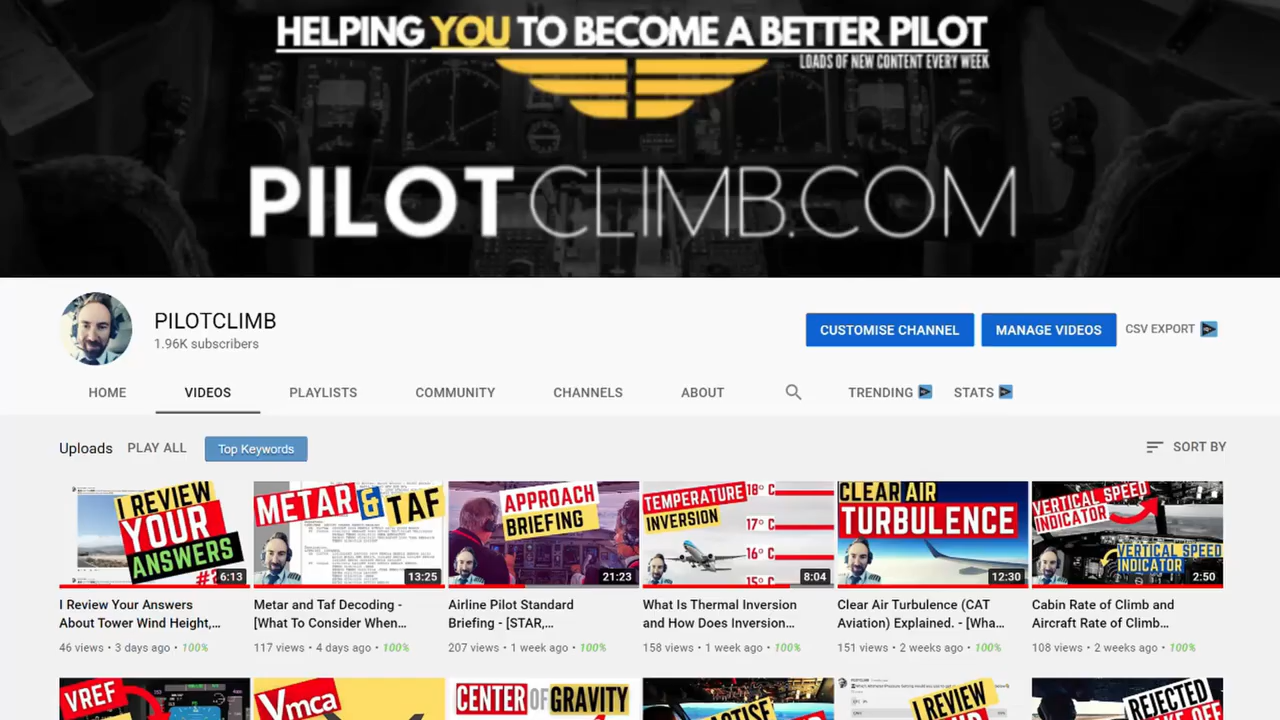 HELPING YOU TO BECOME A BETTER PILOT
LOADS OF NEW CONTENT EVERY WEEK
PILOTCLIMB.COM
PILOTCLIMB
1.96K subscribers
CUSTOMISE CHANNEL
MANAGE VIDEOS
CSV EXPORT
HOME
VIDEOS
PLAYLISTS
COMMUNITY
CHANNELS
ABOUT
TRENDING
STATS
Uploads
PLAY ALL
Top Keywords
SORT BY
I REVIEW
YOUR
ANSWERS
6:13
METAR & TAF
13:25
APPROACH
BRIEFING
21:23
TEMPERATURE
INVERSION
18° C
17° C
16° C
15° C
8:04
CLEAR AIR
TURBULENCE
12:30
VERTICAL SPEED
INDICATOR
VERTICAL SPEED
INDICATOR
2:50
I Review Your Answers
About Tower Wind Height,...
46 views • 3 days ago • 100%
Metar and Taf Decoding -
[What To Consider When...
117 views • 4 days ago • 100%
Airline Pilot Standard
Briefing - [STAR,...
207 views • 1 week ago • 100%
What Is Thermal Inversion
and How Does Inversion...
158 views • 1 week ago • 100%
Clear Air Turbulence (CAT
Aviation) Explained. - [Wha...
151 views • 2 weeks ago • 100%
Cabin Rate of Climb and
Aircraft Rate of Climb...
108 views • 2 weeks ago • 100%
VREF
Vmca
CENTER OF GRAVITY
I REVIEW
REJECTED